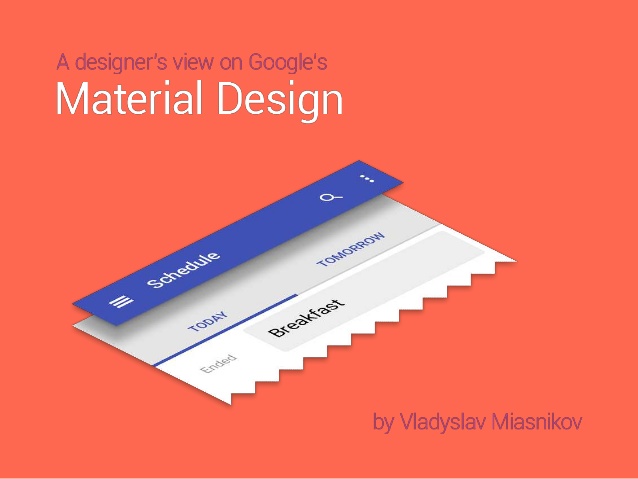 A designer's view on Google's
Material Design
Schedule
TODAY
TOMORROW
Ended
Breakfast
by Vladyslav Miasnikov